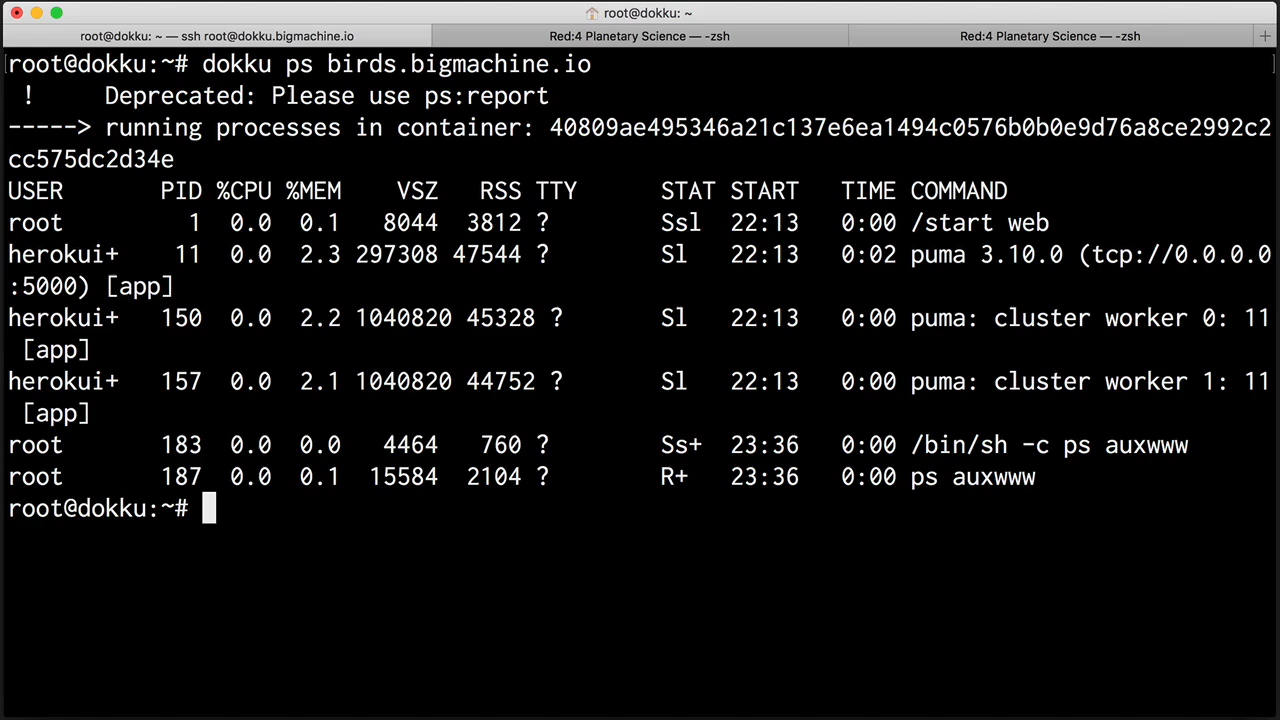 root@dokku: ~
root@dokku: ~ — ssh root@dokku.bigmachine.io
Red:4 Planetary Science — -zsh
Red:4 Planetary Science — -zsh
root@dokku:~# dokku ps birds.bigmachine.io
 !     Deprecated: Please use ps:report
-----> running processes in container: 40809ae495346a21c137e6ea1494c0576b0b0e9d76a8ce2992c2
cc575dc2d34e
USER       PID %CPU %MEM    VSZ   RSS TTY      STAT START   TIME COMMAND
root         1  0.0  0.1   8044  3812 ?        Ssl  22:13   0:00 /start web
herokui+    11  0.0  2.3 297308 47544 ?        Sl   22:13   0:02 puma 3.10.0 (tcp://0.0.0.0
:5000) [app]
herokui+   150  0.0  2.2 1040820 45328 ?       Sl   22:13   0:00 puma: cluster worker 0: 11
 [app]
herokui+   157  0.0  2.1 1040820 44752 ?       Sl   22:13   0:00 puma: cluster worker 1: 11
 [app]
root       183  0.0  0.0   4464   760 ?        Ss+  23:36   0:00 /bin/sh -c ps auxwww
root       187  0.0  0.1  15584  2104 ?        R+   23:36   0:00 ps auxwww
root@dokku:~#